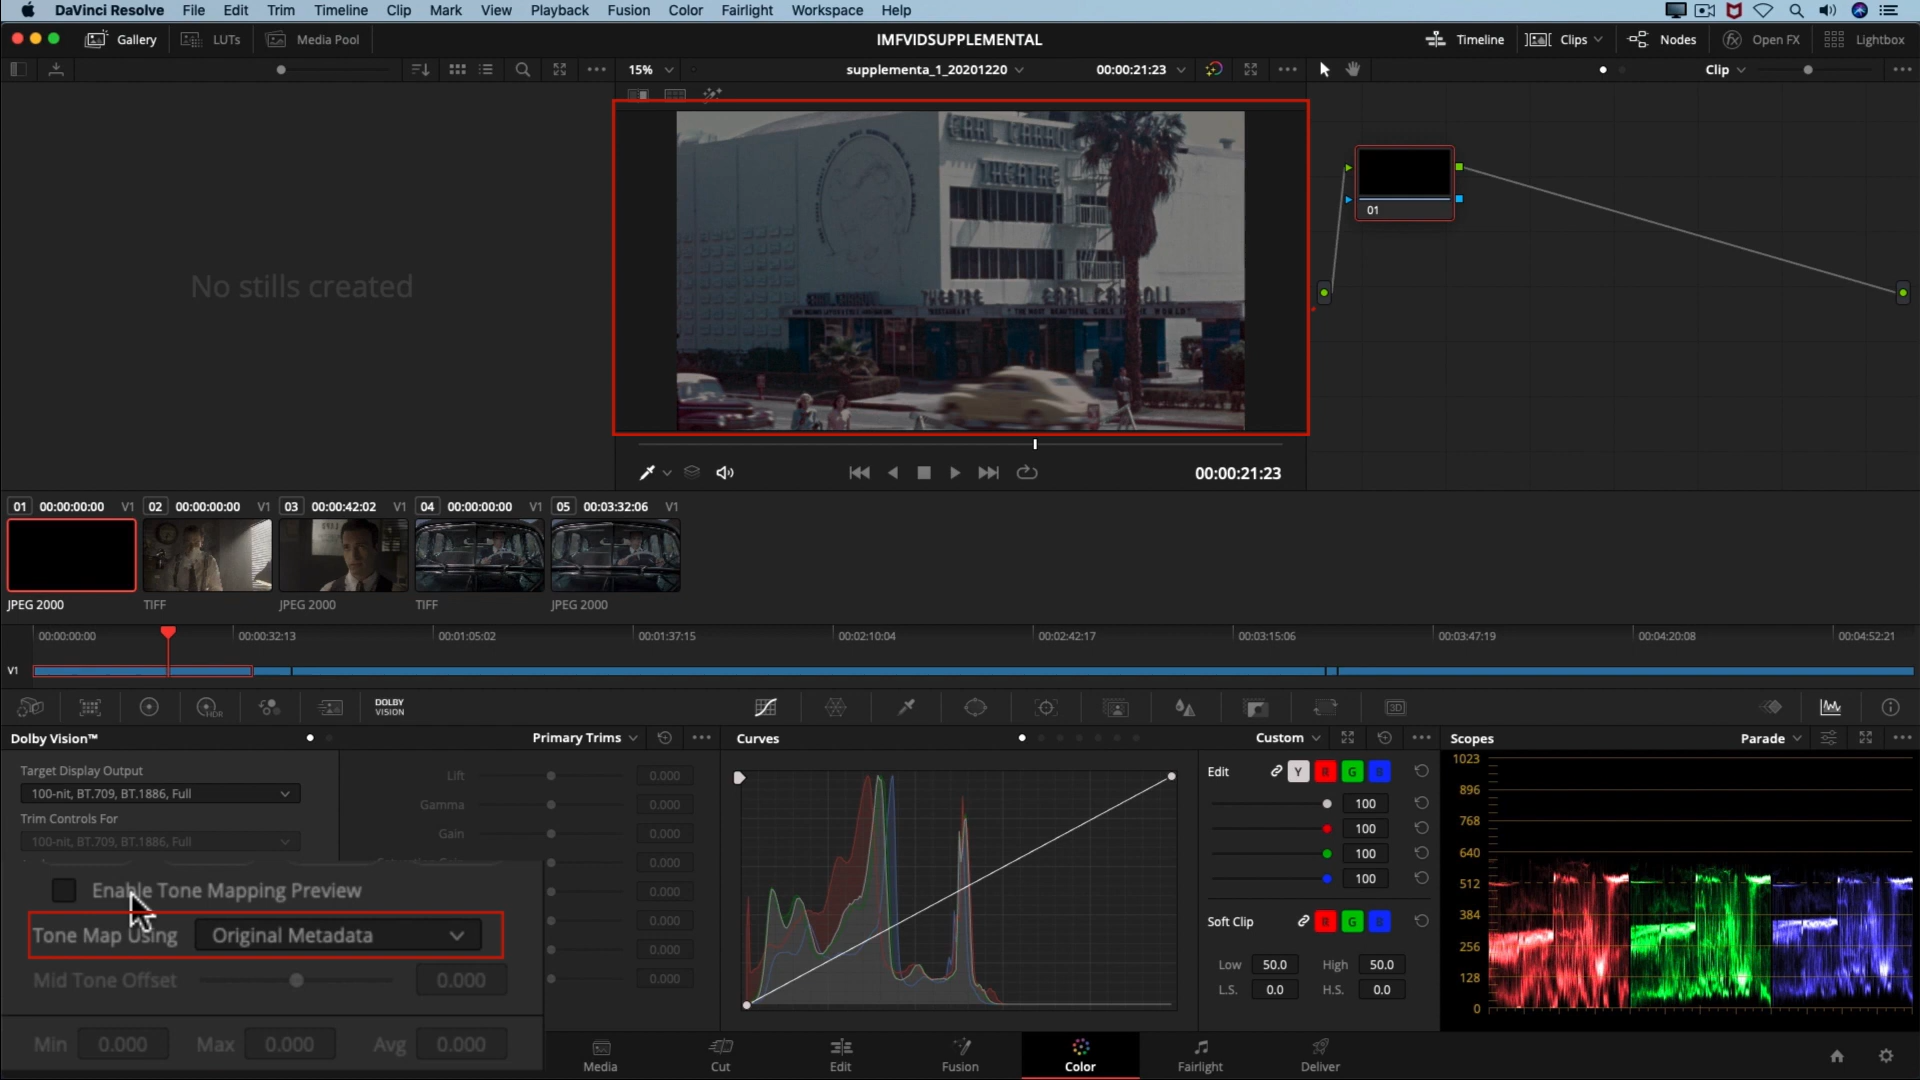 DaVinci Resolve File Edit Trim Timeline Clip Mark View Playback Fusion Color Fairlight Workspace Help
Gallery LUTs Media Pool IMFVIDSUPPLEMENTAL Timeline Clips Nodes Open FX Lightbox
15% supplementa_1_20201220 00:00:21:23 Clip
EARL CARROLL
THEATRE
No stills created
01
EARL CARROLL THEATRE EARL CARROLL
00:00:21:23
01 00:00:00:00 V1 02 00:00:00:00 V1 03 00:00:42:02 V1 04 00:00:00:00 V1 05 00:03:32:06 V1
JPEG 2000 TIFF JPEG 2000 TIFF JPEG 2000
00:00:00:00 00:00:32:13 00:01:05:02 00:01:37:15 00:02:10:04 00:02:42:17 00:03:15:06 00:03:47:19 00:04:20:08 00:04:52:21
V1
HDR DOLBY VISION 3D
Dolby Vision™ Primary Trims Curves Custom Scopes Parade
Target Display Output
100-nit, BT.709, BT.1886, Full
Trim Controls For
100-nit, BT.709, BT.1886, Full
Enable Tone Mapping Preview
Tone Map Using Original Metadata
Mid Tone Offset 0.000
Min 0.000 Max 0.000 Avg 0.000
Lift 0.000
Gamma 0.000
Gain 0.000
0.000
0.000
0.000
0.000
0.000
Edit Y R G B
100
100
100
100
Soft Clip R G B
Low 50.0 High 50.0
L.S. 0.0 H.S. 0.0
1023
896
768
640
512
384
256
128
0
Media Cut Edit Fusion Color Fairlight Deliver